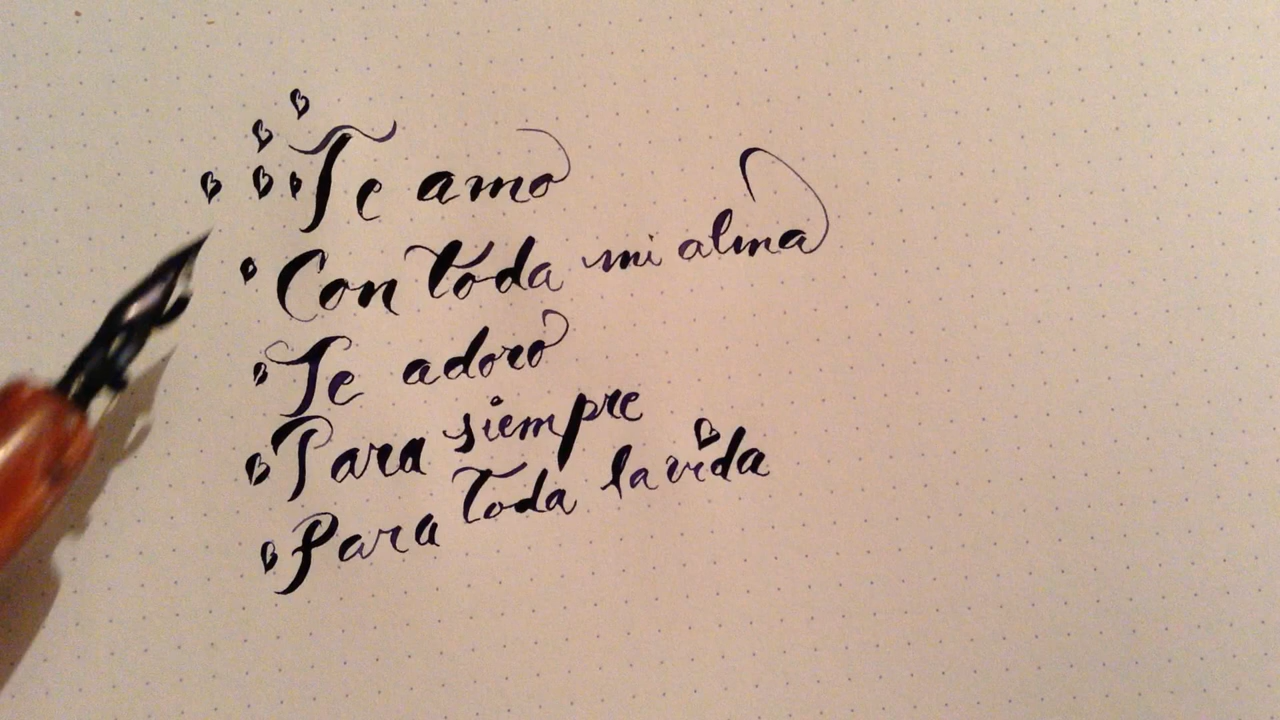 Te amo
Con toda mi alma
Te adoro
Para siempre
Para toda la vida